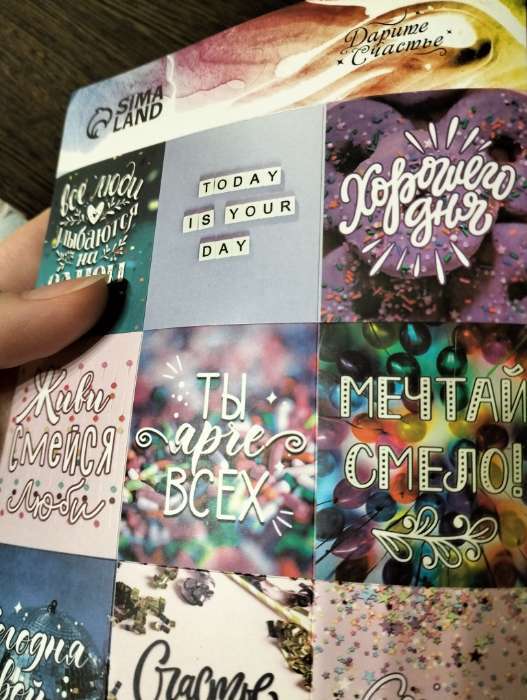 SIMA
LAND
Дарите
Счастье
Все люди
улыбаются
на
TODAY
IS YOUR
DAY
Хорошего
дня
Живи
смейся
люби
ТЫ
ярче
ВСЕХ
МЕЧТАЙ
СМЕЛО!
Счастье